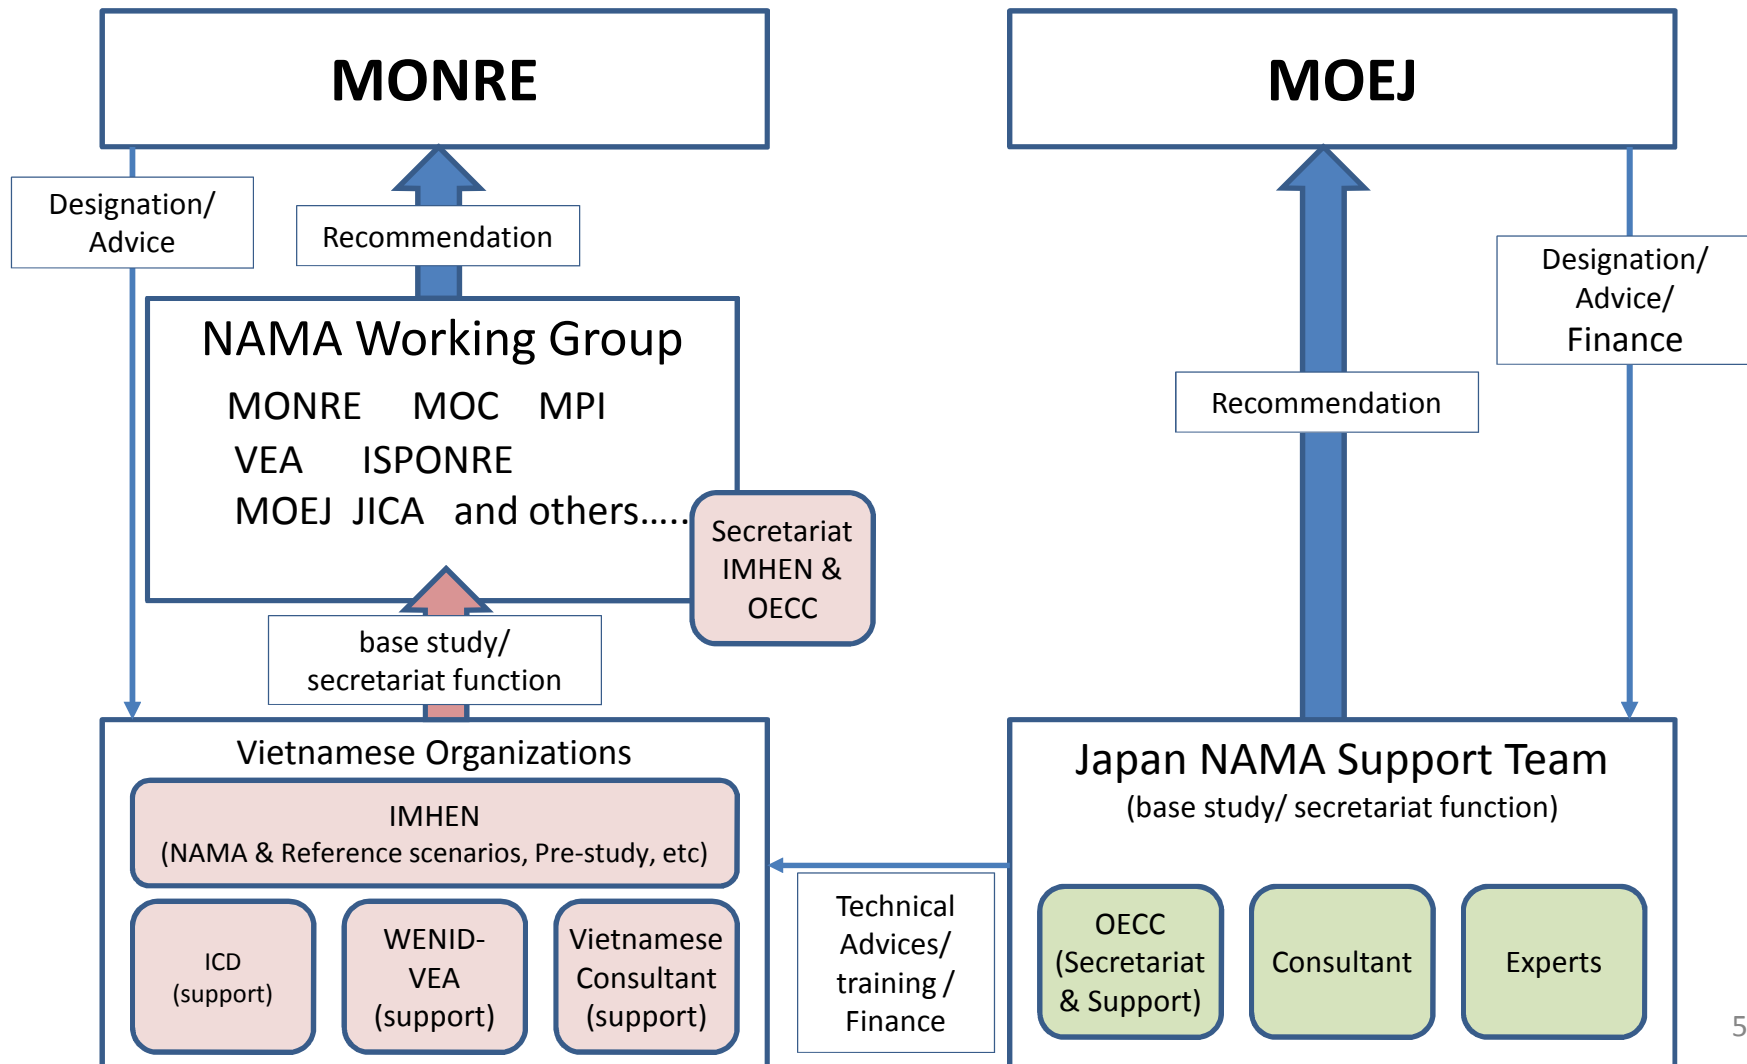 MONRE
MOEJ
Designation/
Advice
Recommendation
Designation/
Advice/
Finance
NAMA Working Group
MONRE MOC MPI
VEA ISPONRE
MOEJ JICA and others.....
Secretariat
IMHEN &
OECC
Recommendation
base study/
secretariat function
Vietnamese Organizations
IMHEN
(NAMA & Reference scenarios, Pre-study, etc)
ICD
(support)
WENID-
VEA
(support)
Vietnamese
Consultant
(support)
Technical
Advices/
training /
Finance
Japan NAMA Support Team
(base study/ secretariat function)
OECC
(Secretariat
& Support)
Consultant
Experts
5